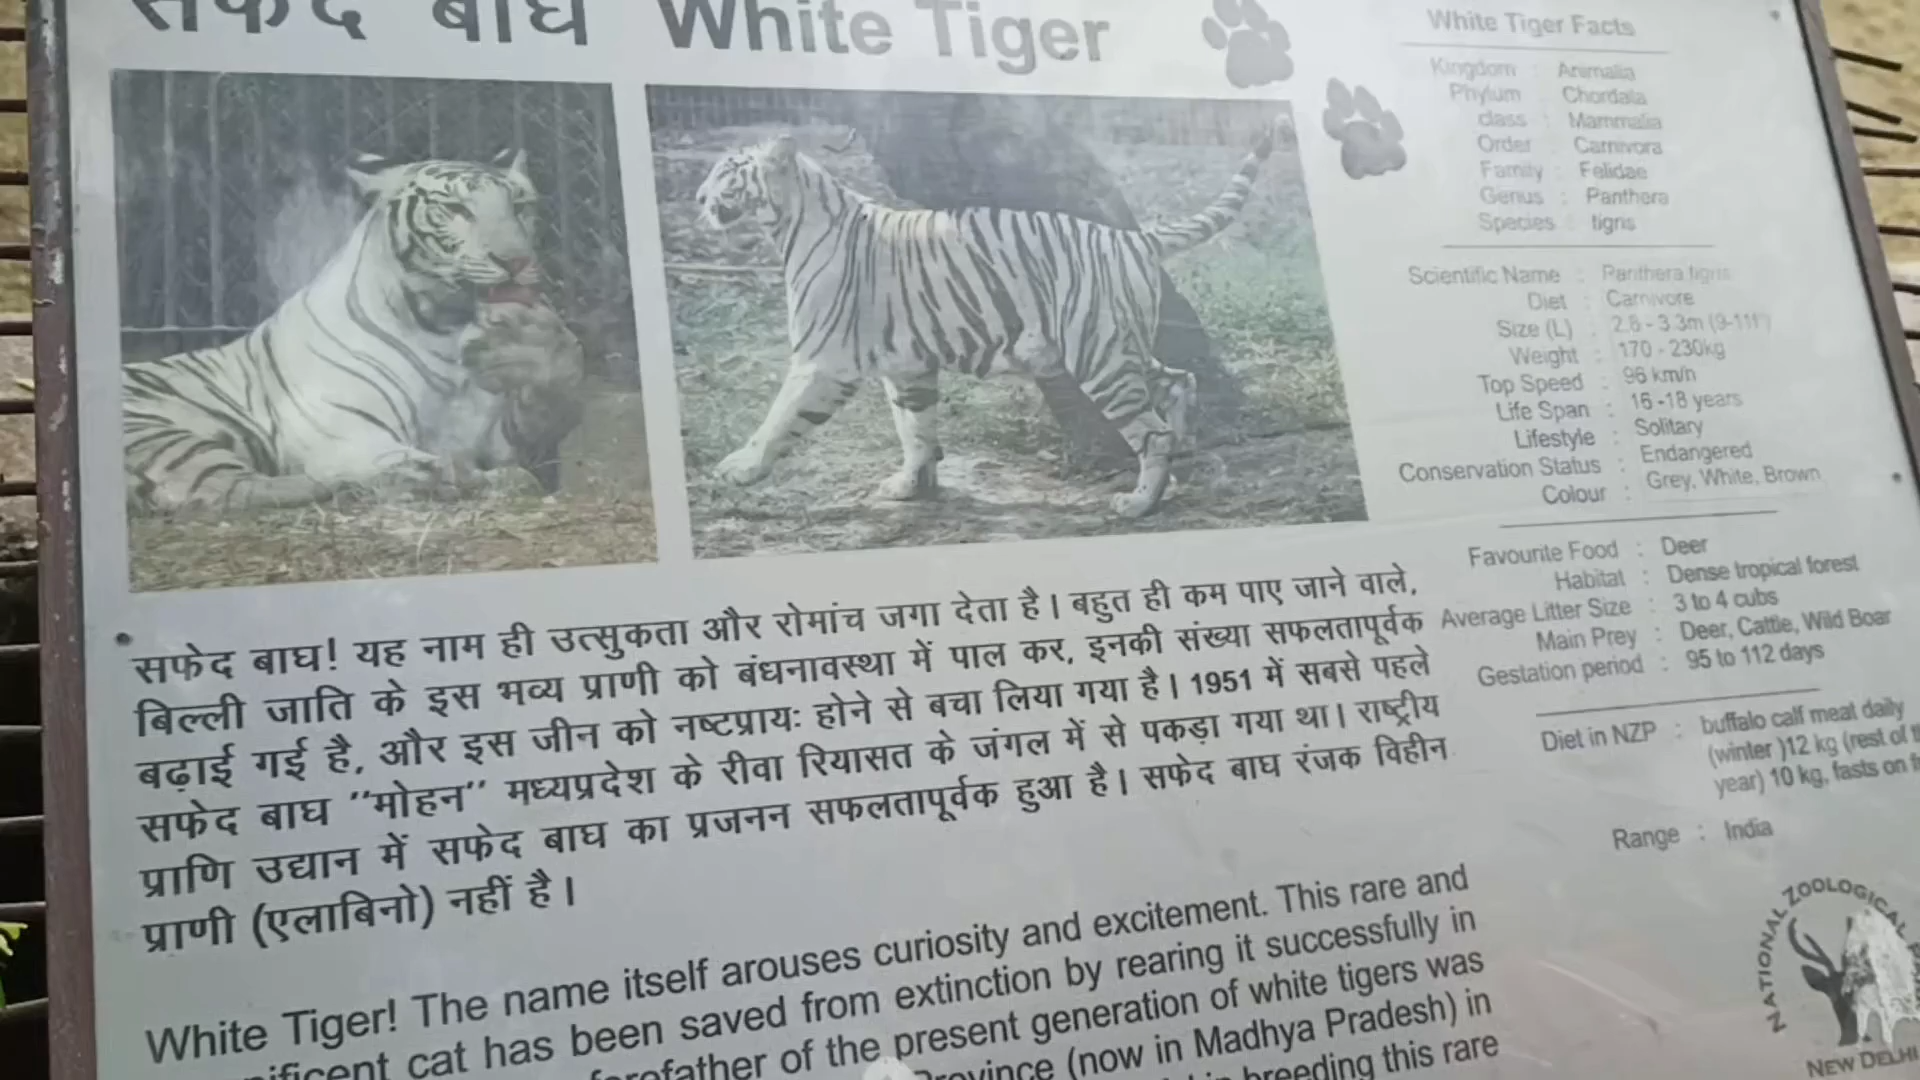 सफेद बाघ White Tiger
सफेद बाघ! यह नाम ही उत्सुकता और रोमांच जगा देता है। बहुत ही कम पाए जाने वाले,
बिल्ली जाति के इस भव्य प्राणी को बंधनावस्था में पाल कर, इनकी संख्या सफलतापूर्वक
बढ़ाई गई है, और इस जीन को नष्टप्रायः होने से बचा लिया गया है। 1951 में सबसे पहले
सफेद बाघ "मोहन" मध्यप्रदेश के रीवा रियासत के जंगल में से पकड़ा गया था। राष्ट्रीय
प्राणि उद्यान में सफेद बाघ का प्रजनन सफलतापूर्वक हुआ है। सफेद बाघ रंजक विहीन
प्राणी (एलाबिनो) नहीं है।
White Tiger! The name itself arouses curiosity and excitement. This rare and
cat has been saved from extinction by rearing it successfully in
of the present generation of white tigers was
(now in Madhya Pradesh) in
breeding this rare
White Tiger Facts
Kingdom : Animalia
Phylum : Chordata
class : Mammalia
Order : Carnivora
Family : Felidae
Genus : Panthera
Species : tigris
Scientific Name : Panthera tigris
Diet : Carnivore
Size (L) : 2.8 - 3.3m (9-11f')
Weight : 170 - 230kg
Top Speed : 96 km/h
Life Span : 16 -18 years
Lifestyle : Solitary
Conservation Status : Endangered
Colour : Grey, White, Brown
Favourite Food : Deer
Habitat : Dense tropical forest
Average Litter Size : 3 to 4 cubs
Main Prey : Deer, Cattle, Wild Boar
Gestation period : 95 to 112 days
Diet in NZP : buffalo calf meat daily
(winter )12 kg (rest of
year) 10 kg, fasts on
Range : India
NATIONAL ZOOLOGICAL
NEW DELHI